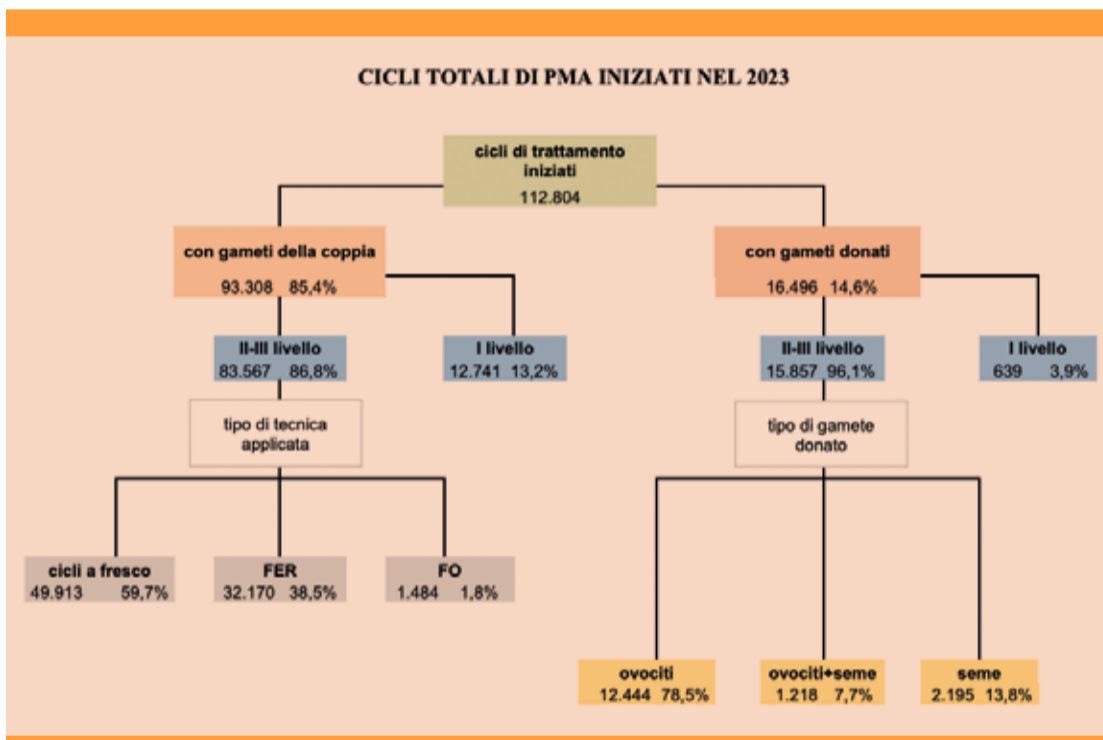 CICLI TOTALI DI PMA INIZIATI NEL 2023
cicli di trattamento
iniziati
112.804
con gameti della coppia
93.308 85,4%
con gameti donati
16.496 14,6%
II-III livello
83.567 86,8%
I livello
12.741 13,2%
II-III livello
15.857 96,1%
I livello
639 3,9%
tipo di tecnica
applicata
tipo di gamete
donato
cicli a fresco
49.913 59,7%
FER
32.170 38,5%
FO
1.484 1,8%
ovociti
12.444 78,5%
ovociti+seme
1.218 7,7%
seme
2.195 13,8%